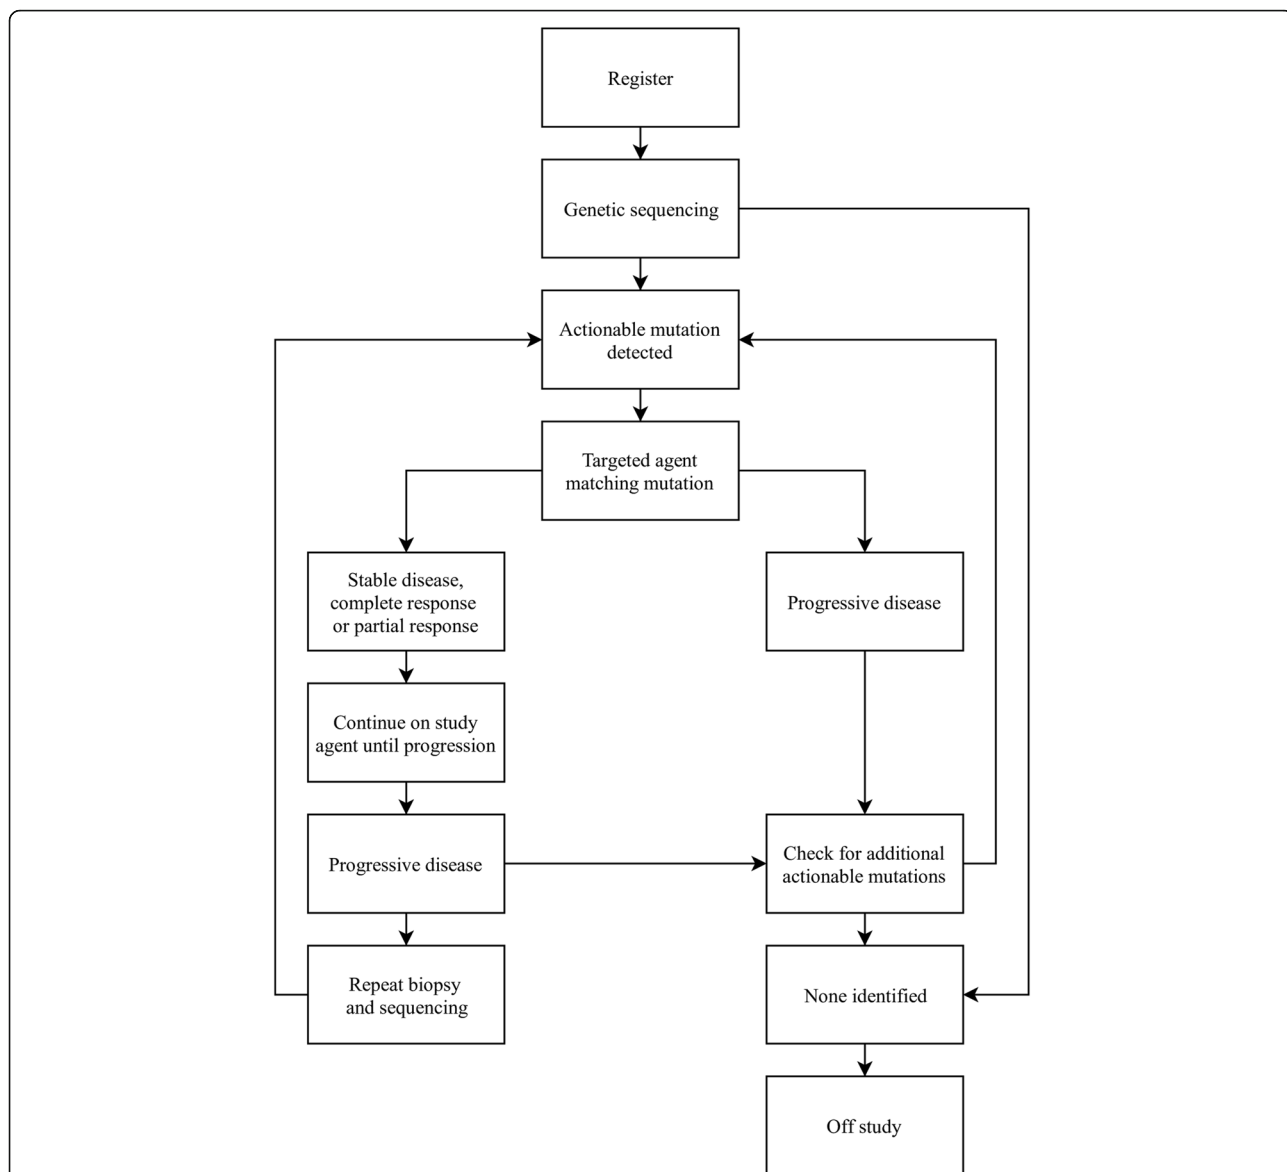 Register
Genetic sequencing
Actionable mutation
detected
Targeted agent
matching mutation
Stable disease,
complete response
or partial response
Progressive disease
Continue on study
agent until progression
Progressive disease
Check for additional
actionable mutations
Repeat biopsy
and sequencing
None identified
Off study